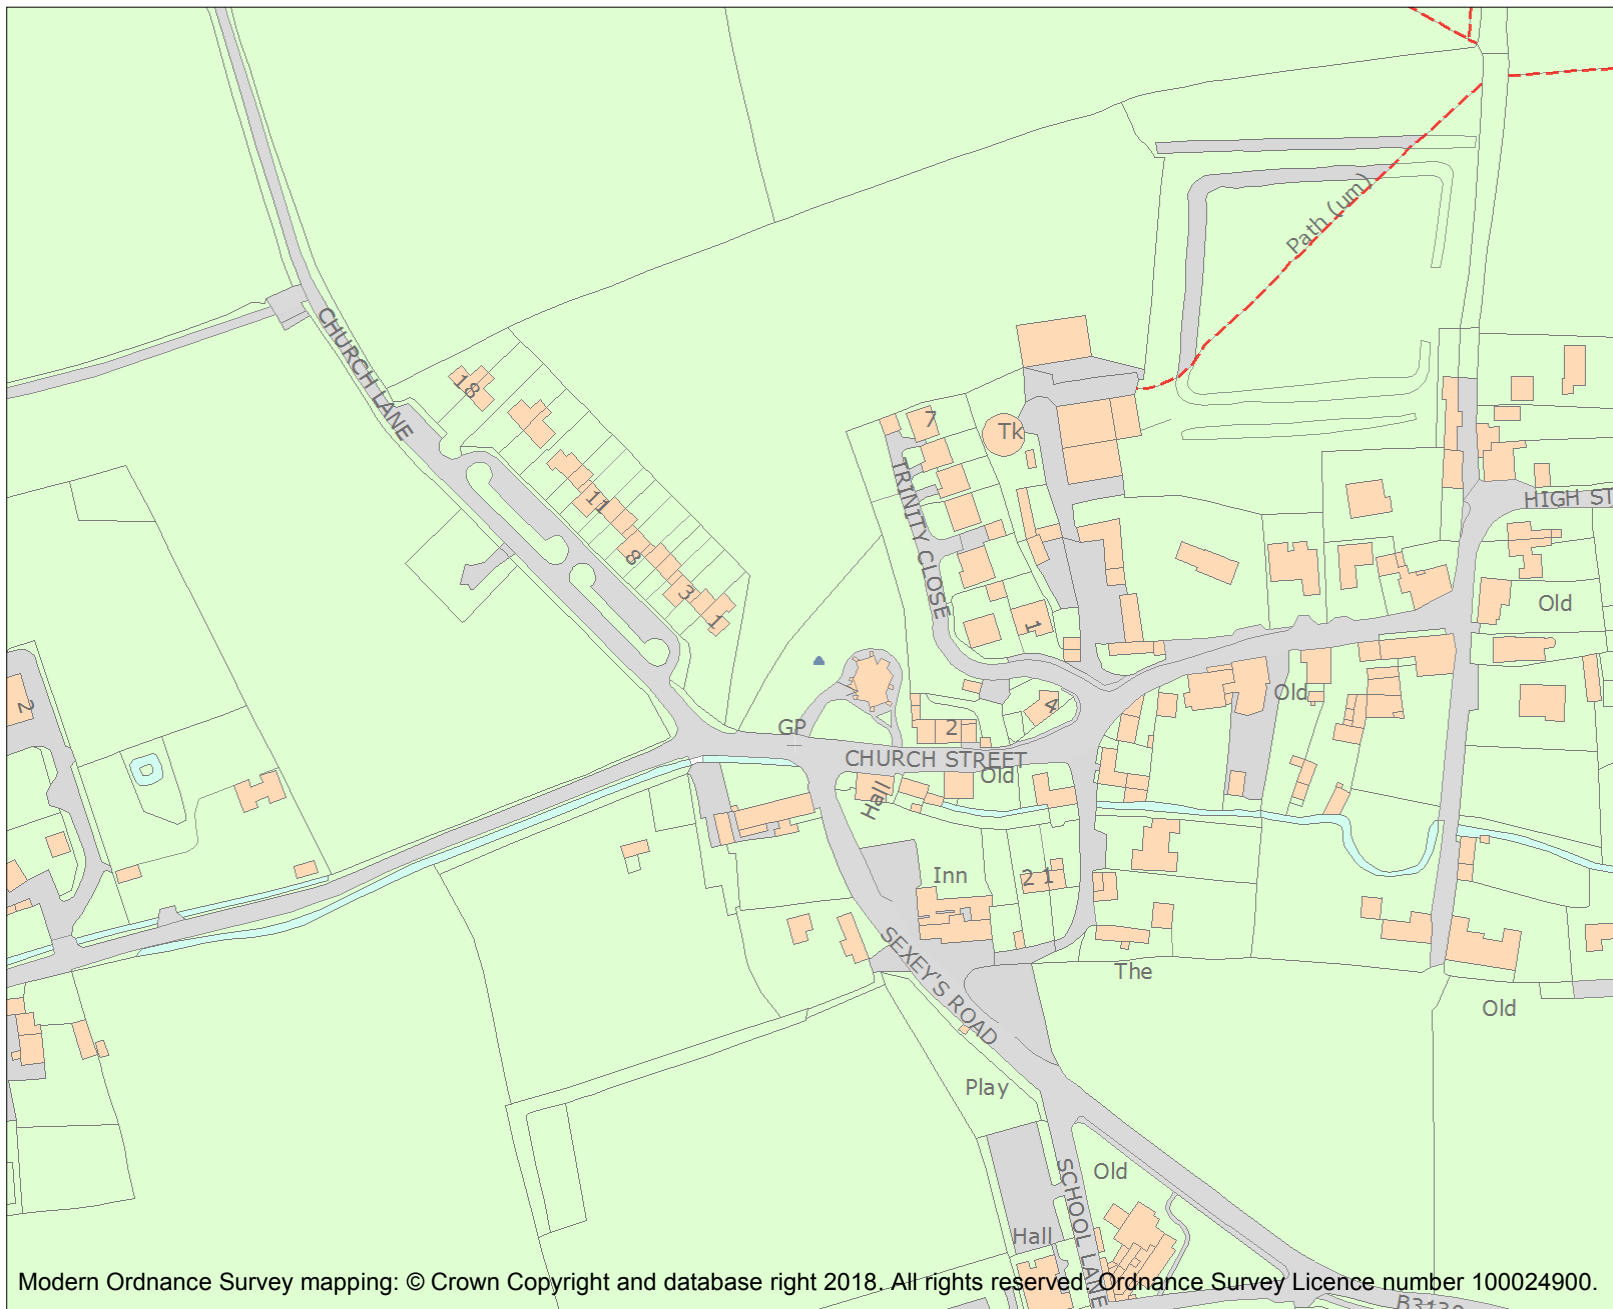 Path (um)
CHURCH LANE
18
7
Tk
TRINITY CLOSE
11
HIGH ST
8
3
1
1
Old
2
Old
4
GP
2
CHURCH STREET
Old
Hall
Inn
2 1
SEXEY'S ROAD
The
Old
Play
Old
SCHOOL LANE
Hall
Modern Ordnance Survey mapping: © Crown Copyright and database right 2018. All rights reserved. Ordnance Survey Licence number 100024900.